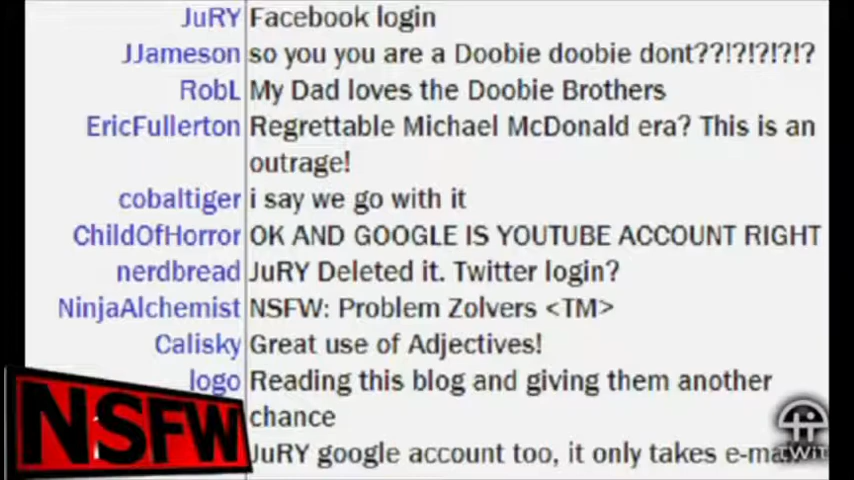 JuRY Facebook login
JJameson so you you are a Doobie doobie dont??!?!?!?!?
RobL My Dad loves the Doobie Brothers
EricFullerton Regrettable Michael McDonald era? This is an
outrage!
cobaltiger i say we go with it
ChildOfHorror OK AND GOOGLE IS YOUTUBE ACCOUNT RIGHT
nerdbread JuRY Deleted it. Twitter login?
NinjaAlchemist NSFW: Problem Zolvers <TM>
Calisky Great use of Adjectives!
logo Reading this blog and giving them another
chance
JuRY google account too, it only takes
NSFW
TWiT